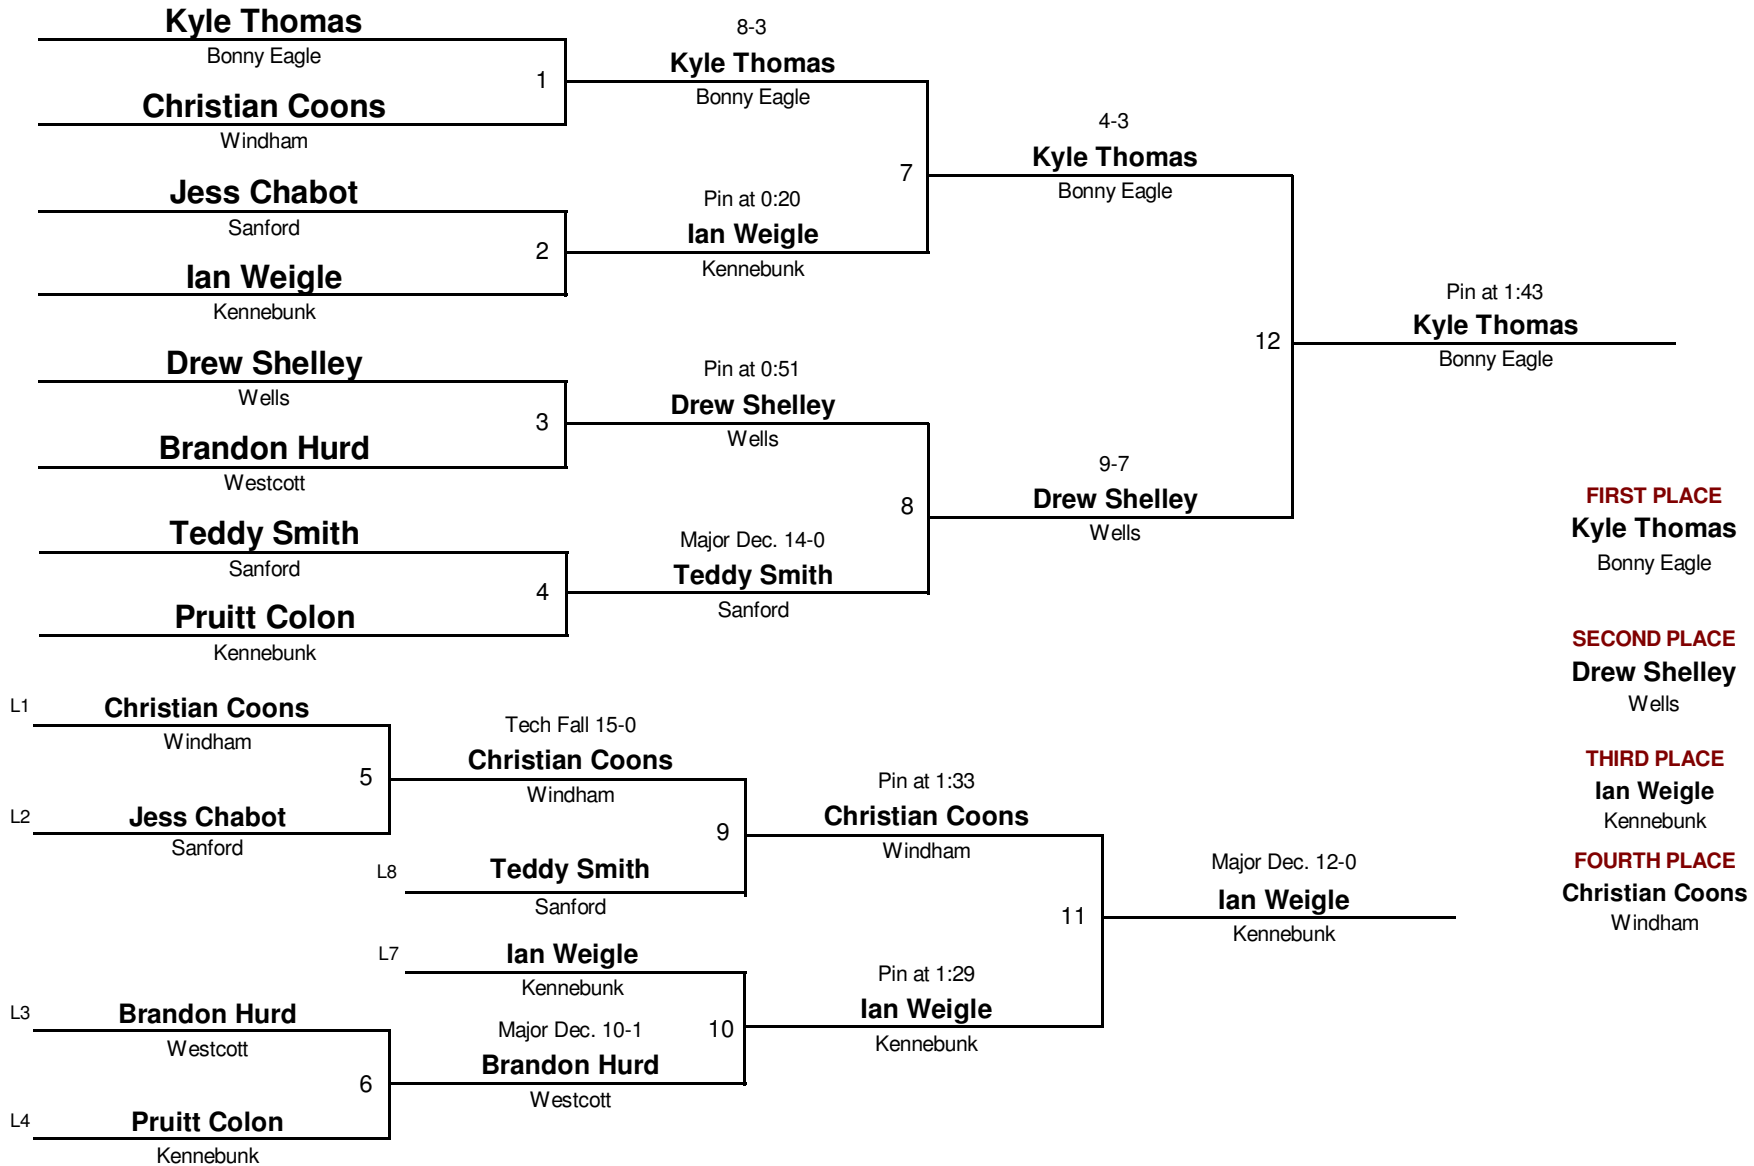 Kyle Thomas
Bonny Eagle
1
Christian Coons
Windham
Jess Chabot
Sanford
2
Ian Weigle
Kennebunk
Drew Shelley
Wells
3
Brandon Hurd
Westcott
Teddy Smith
Sanford
4
Pruitt Colon
Kennebunk
8-3
Kyle Thomas
Bonny Eagle
7
Pin at 0:20
Ian Weigle
Kennebunk
Pin at 0:51
Drew Shelley
Wells
8
Major Dec. 14-0
Teddy Smith
Sanford
4-3
Kyle Thomas
Bonny Eagle
12
9-7
Drew Shelley
Wells
Pin at 1:43
Kyle Thomas
Bonny Eagle
L1
Christian Coons
Windham
5
L2
Jess Chabot
Sanford
L3
Brandon Hurd
Westcott
6
L4
Pruitt Colon
Kennebunk
Tech Fall 15-0
Christian Coons
Windham
9
L8
Teddy Smith
Sanford
L7
Ian Weigle
Kennebunk
Major Dec. 10-1
10
Brandon Hurd
Westcott
Pin at 1:33
Christian Coons
Windham
11
Pin at 1:29
Ian Weigle
Kennebunk
Major Dec. 12-0
Ian Weigle
Kennebunk
FIRST PLACE
Kyle Thomas
Bonny Eagle
SECOND PLACE
Drew Shelley
Wells
THIRD PLACE
Ian Weigle
Kennebunk
FOURTH PLACE
Christian Coons
Windham